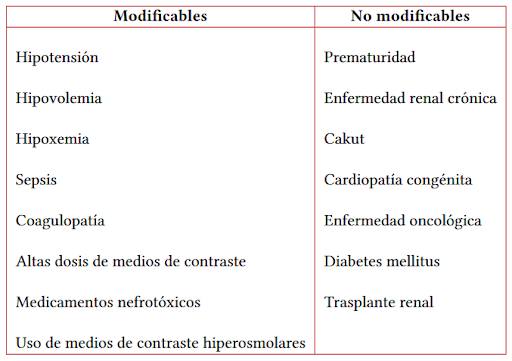 Modificables No modificables
Hipotensión Prematuridad
Hipovolemia Enfermedad renal crónica
Hipoxemia Cakut
Sepsis Cardiopatía congénita
Coagulopatía Enfermedad oncológica
Altas dosis de medios de contraste Diabetes mellitus
Medicamentos nefrotóxicos Trasplante renal
Uso de medios de contraste hiperosmolares